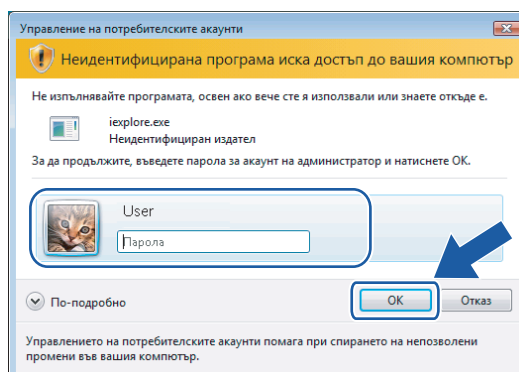 Управление на потребителските акаунти
Неидентифицирана програма иска достъп до вашия компютър
Не изпълнявайте програмата, освен ако вече сте я използвали или знаете откъде е.
iexplore.exe
Неидентифициран издател
За да продължите, въведете парола за акаунт на администратор и натиснете ОК.
User
Парола
По-подробно
OK
Отказ
Управлението на потребителските акаунти помага при спирането на непозволени
промени във вашия компютър.